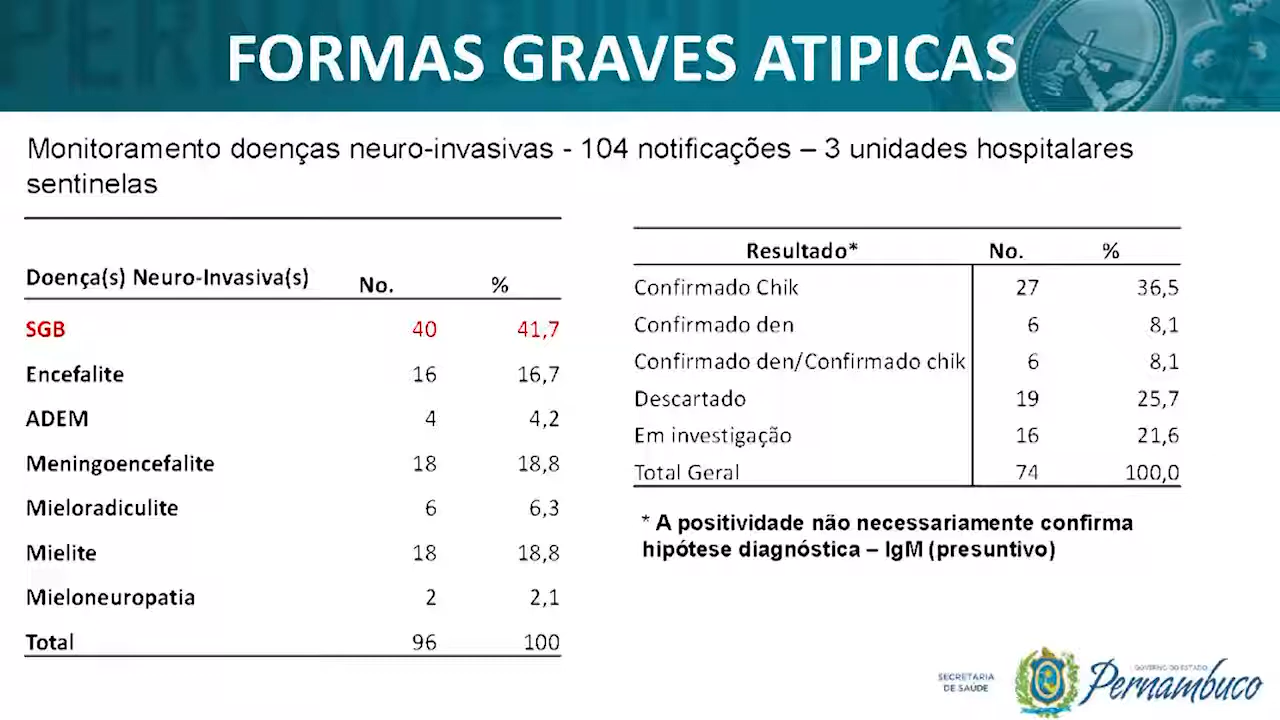 FORMAS GRAVES ATIPICAS
Monitoramento doenças neuro-invasivas - 104 notificações – 3 unidades hospitalares
sentinelas
Doença(s) Neuro-Invasiva(s) No. %
SGB 40 41,7
Encefalite 16 16,7
ADEM 4 4,2
Meningoencefalite 18 18,8
Mieloradiculite 6 6,3
Mielite 18 18,8
Mieloneuropatia 2 2,1
Total 96 100
Resultado* No. %
Confirmado Chik 27 36,5
Confirmado den 6 8,1
Confirmado den/Confirmado chik 6 8,1
Descartado 19 25,7
Em investigação 16 21,6
Total Geral 74 100,0
* A positividade não necessariamente confirma
hipótese diagnóstica – IgM (presuntivo)
SECRETARIA
DE SAÚDE
GOVERNO DO ESTADO
Pernambuco